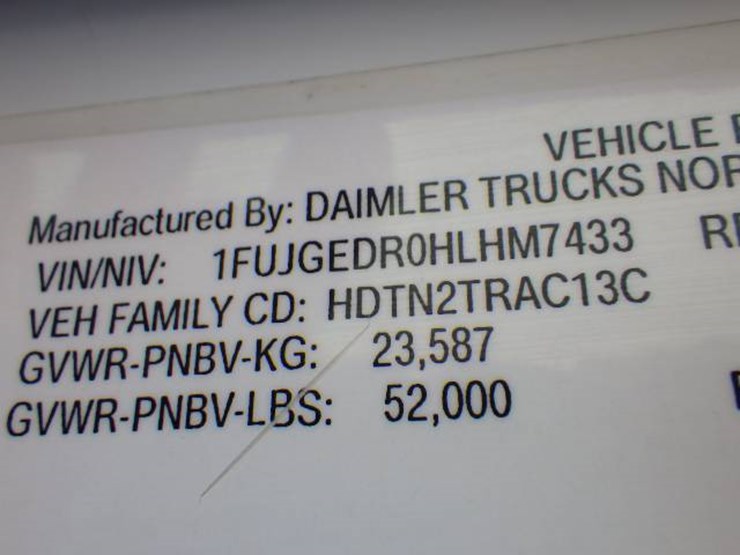 VEHICLE
Manufactured By: DAIMLER TRUCKS NOR
VIN/NIV: 1FUJGEDR0HLHM7433
VEH FAMILY CD: HDTN2TRAC13C
GVWR-PNBV-KG: 23,587
GVWR-PNBV-LBS: 52,000